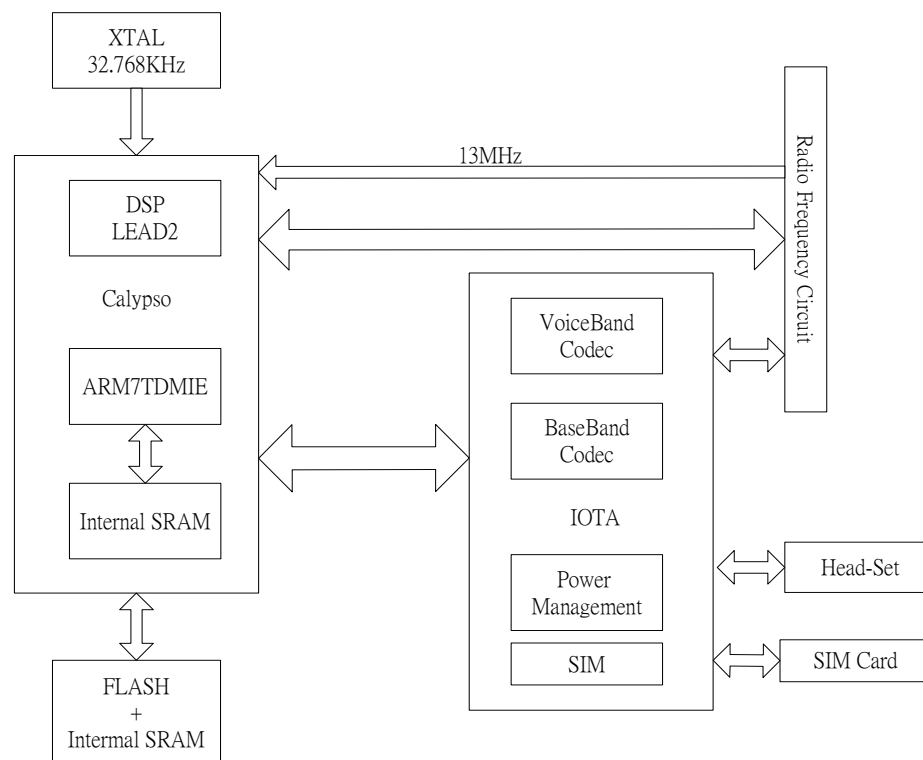 XTAL
32.768KHz
13MHz
Radio Frequency Circuit
DSP
LEAD2
Calypso
VoiceBand
Codec
ARM7TDMIE
BaseBand
Codec
Internal SRAM
IOTA
Power
Management
Head-Set
SIM
SIM Card
FLASH
+
Intermal SRAM